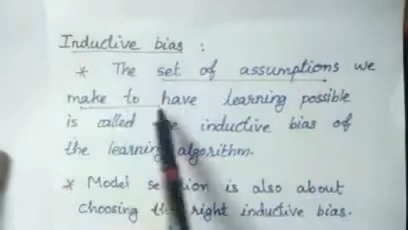 Inductive bias :
* The set of assumptions we
make to have learning possible
is called inductive bias of
the learning algorithm.
* Model is also about
choosing the right inductive bias.